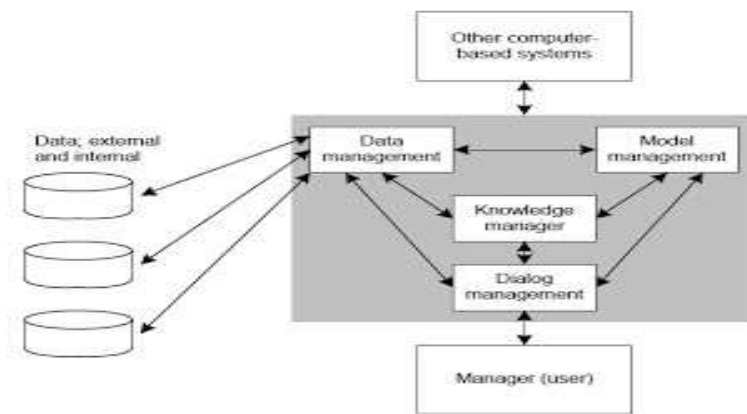 Other computer-
based systems
Data; external
and internal
Data
management
Model
management
Knowledge
manager
Dialog
management
Manager (user)